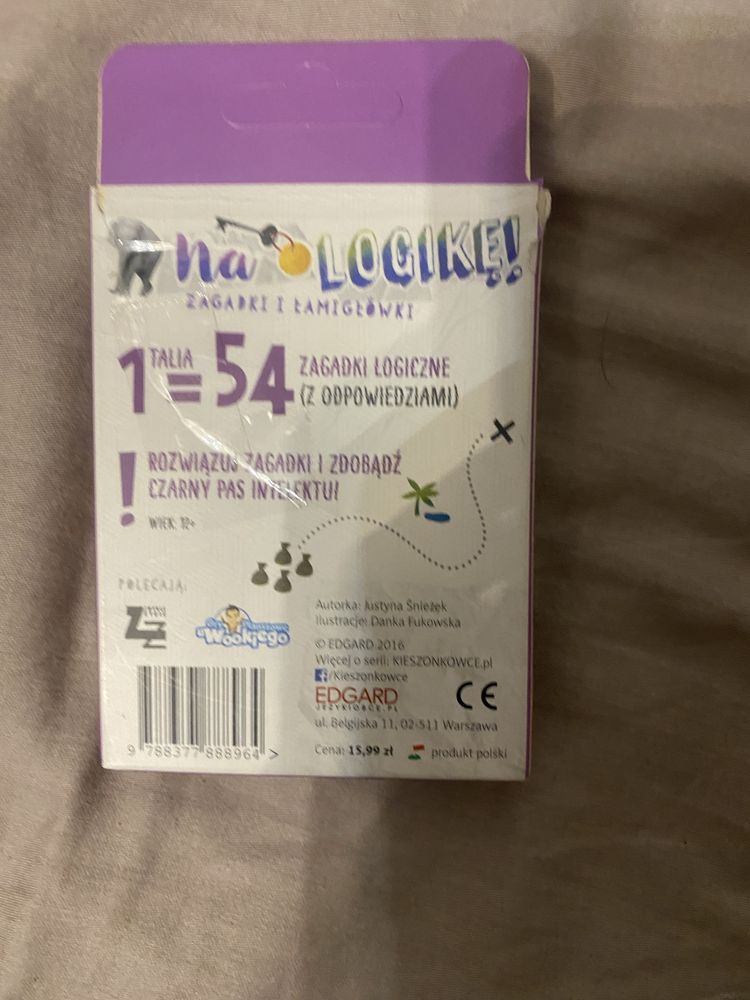 na LOGIKĘ!
ZAGADKI I ŁAMIGŁÓWKI
1 TALIA = 54 ZAGADKI LOGICZNE
(Z ODPOWIEDZIAMI)
! ROZWIĄZUJ ZAGADKI I ZDOBĄDŹ
CZARNY PAS INTELEKTU!
WIEK: 12+
POLECAJĄ:
u Wookiego
Autorka: Justyna Śnieżek
Ilustracje: Danka Fukowska
© EDGARD 2016
Więcej o serii: KIESZONKOWCE.pl
f/Kieszonkowce
EDGARD
JEZYKIOBCE.PL
CE
ul. Belgijska 11, 02-511 Warszawa
Cena: 15,99 zł produkt polski
9 788377 888964 >